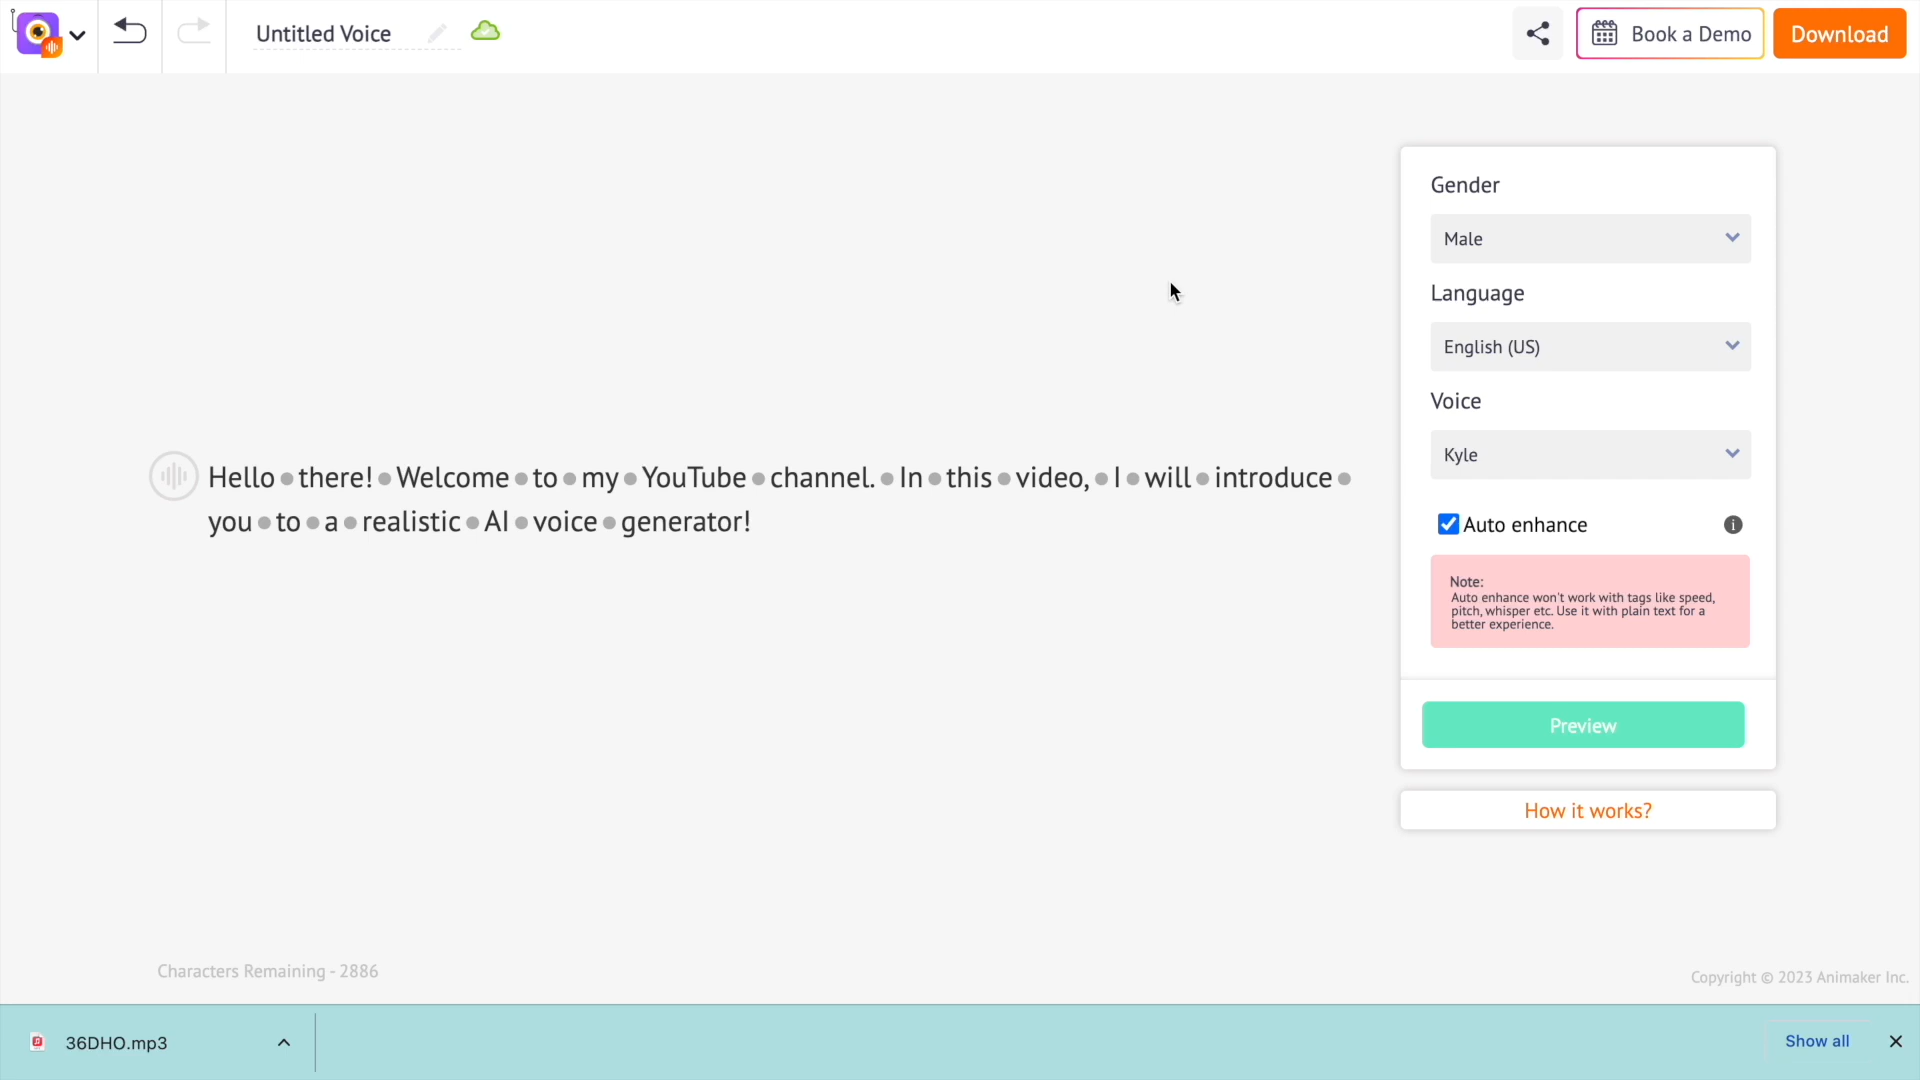 Untitled Voice
Book a Demo
Download
Gender
Male
Language
English (US)
Voice
Kyle
Hello there! Welcome to my YouTube channel. In this video, I will introduce
you to a realistic AI voice generator!
Auto enhance
Note:
Auto enhance won't work with tags like speed,
pitch, whisper etc. Use it with plain text for a
better experience.
Preview
How it works?
Characters Remaining - 2886
Copyright © 2023 Animaker Inc.
36DHO.mp3
Show all